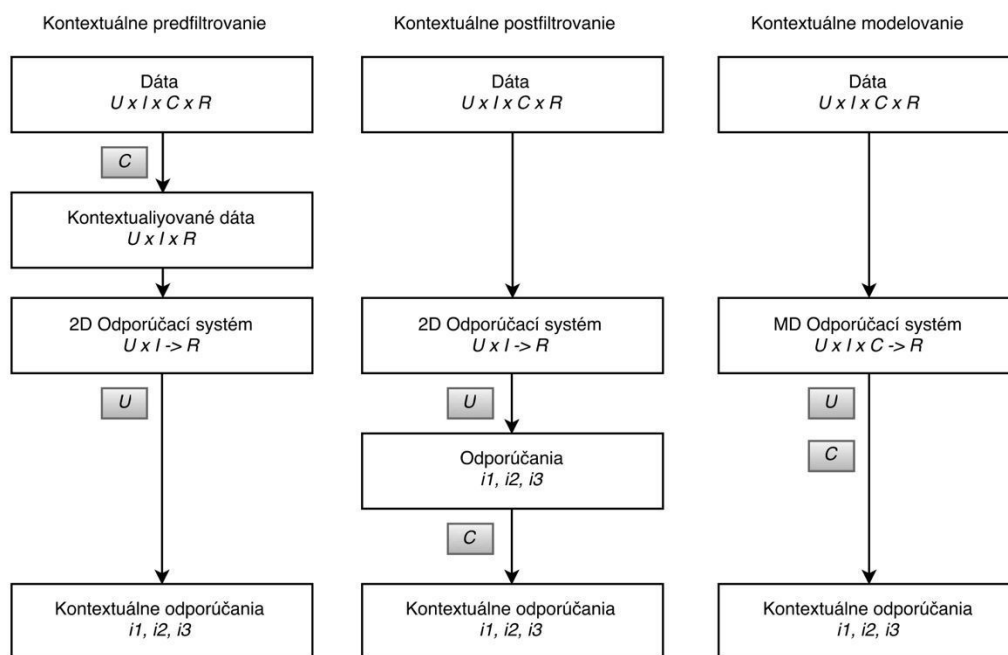 Kontextuálne predfiltrovanie
Dáta
U x I x C x R
C
Kontextualiyované dáta
U x I x R
2D Odporúčací systém
U x I -> R
U
Kontextuálne odporúčania
i1, i2, i3
Kontextuálne postfiltrovanie
Dáta
U x I x C x R
2D Odporúčací systém
U x I -> R
U
Odporúčania
i1, i2, i3
C
Kontextuálne odporúčania
i1, i2, i3
Kontextuálne modelovanie
Dáta
U x I x C x R
MD Odporúčací systém
U x I x C -> R
U
C
Kontextuálne odporúčania
i1, i2, i3